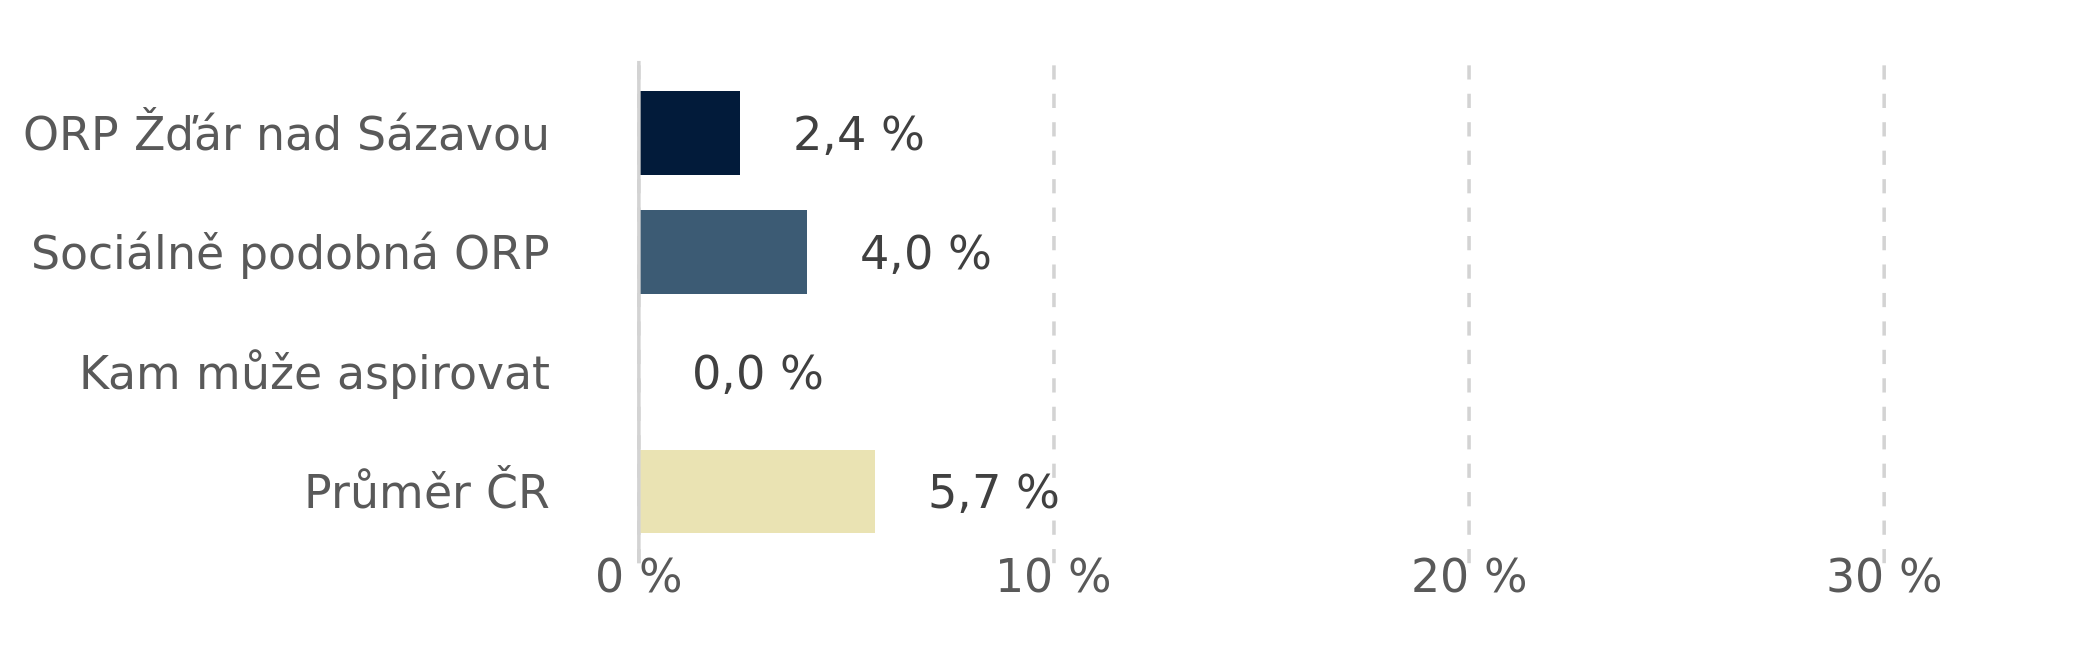 ORP Žďár nad Sázavou 2,4 %
Sociálně podobná ORP 4,0 %
Kam může aspirovat 0,0 %
Průměr ČR 5,7 %
0 % 10 % 20 % 30 %